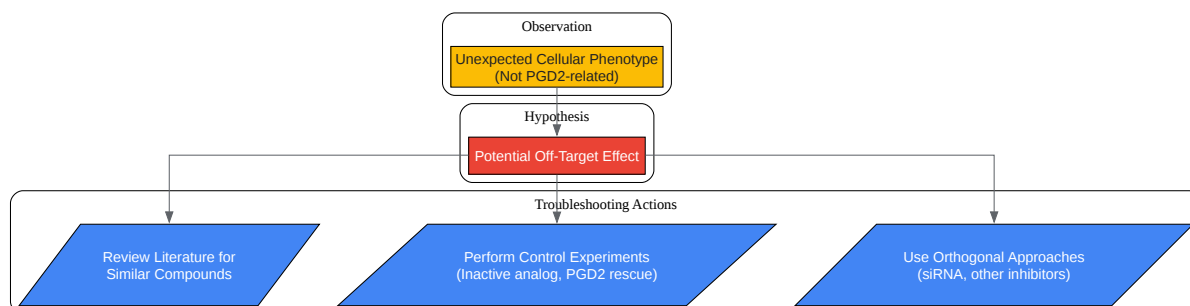 Observation
Unexpected Cellular Phenotype
(Not PGD2-related)
Hypothesis
Potential Off-Target Effect
Troubleshooting Actions
Review Literature for
Similar Compounds
Perform Control Experiments
(Inactive analog, PGD2 rescue)
Use Orthogonal Approaches
(siRNA, other inhibitors)